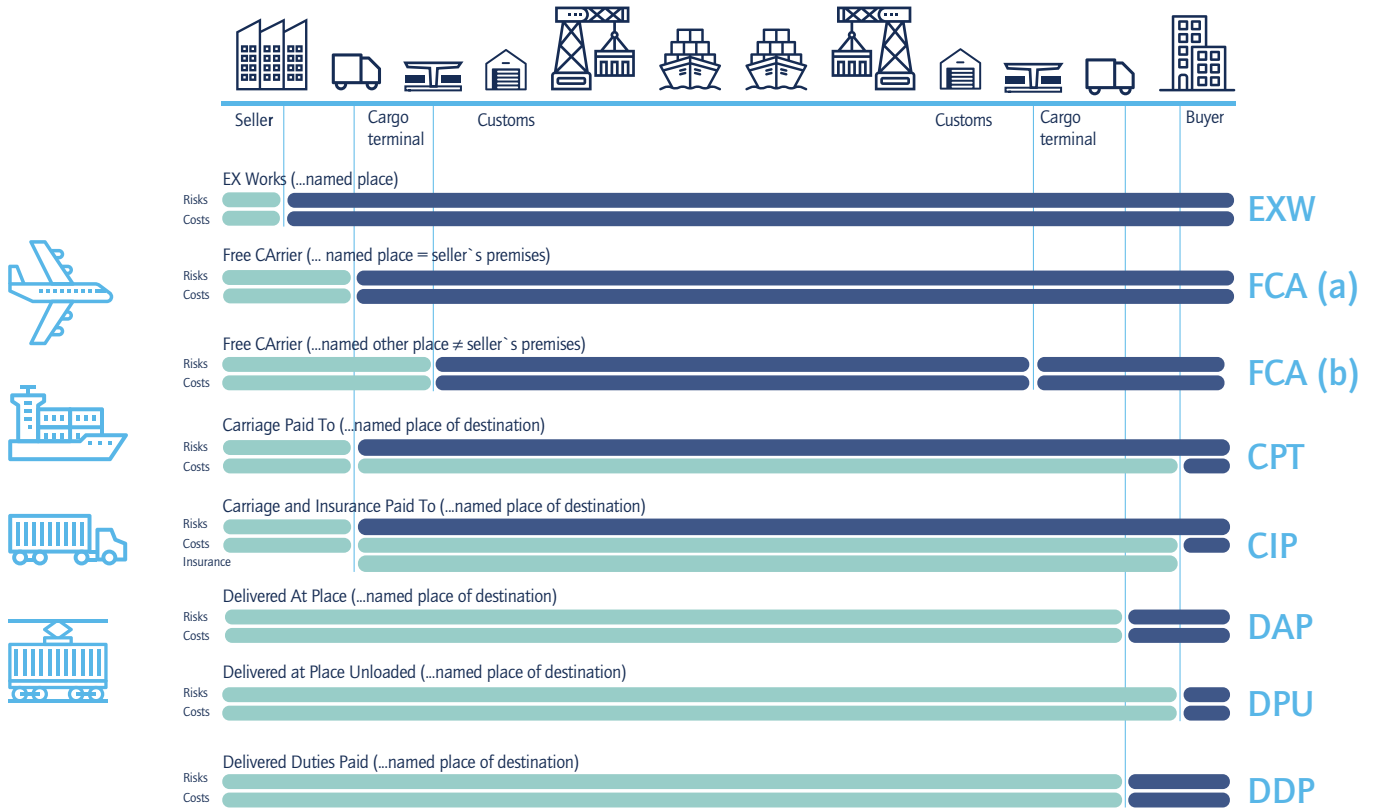 Seller
Cargo
terminal
Customs
Customs
Cargo
terminal
Buyer
EX Works (...named place)
Risks
Costs
EXW
Free CArrier (... named place = seller`s premises)
Risks
Costs
FCA (a)
Free CArrier (...named other place ≠ seller`s premises)
Risks
Costs
FCA (b)
Carriage Paid To (...named place of destination)
Risks
Costs
CPT
Carriage and Insurance Paid To (...named place of destination)
Risks
Costs
Insurance
CIP
Delivered At Place (...named place of destination)
Risks
Costs
DAP
Delivered at Place Unloaded (...named place of destination)
Risks
Costs
DPU
Delivered Duties Paid (...named place of destination)
Risks
Costs
DDP